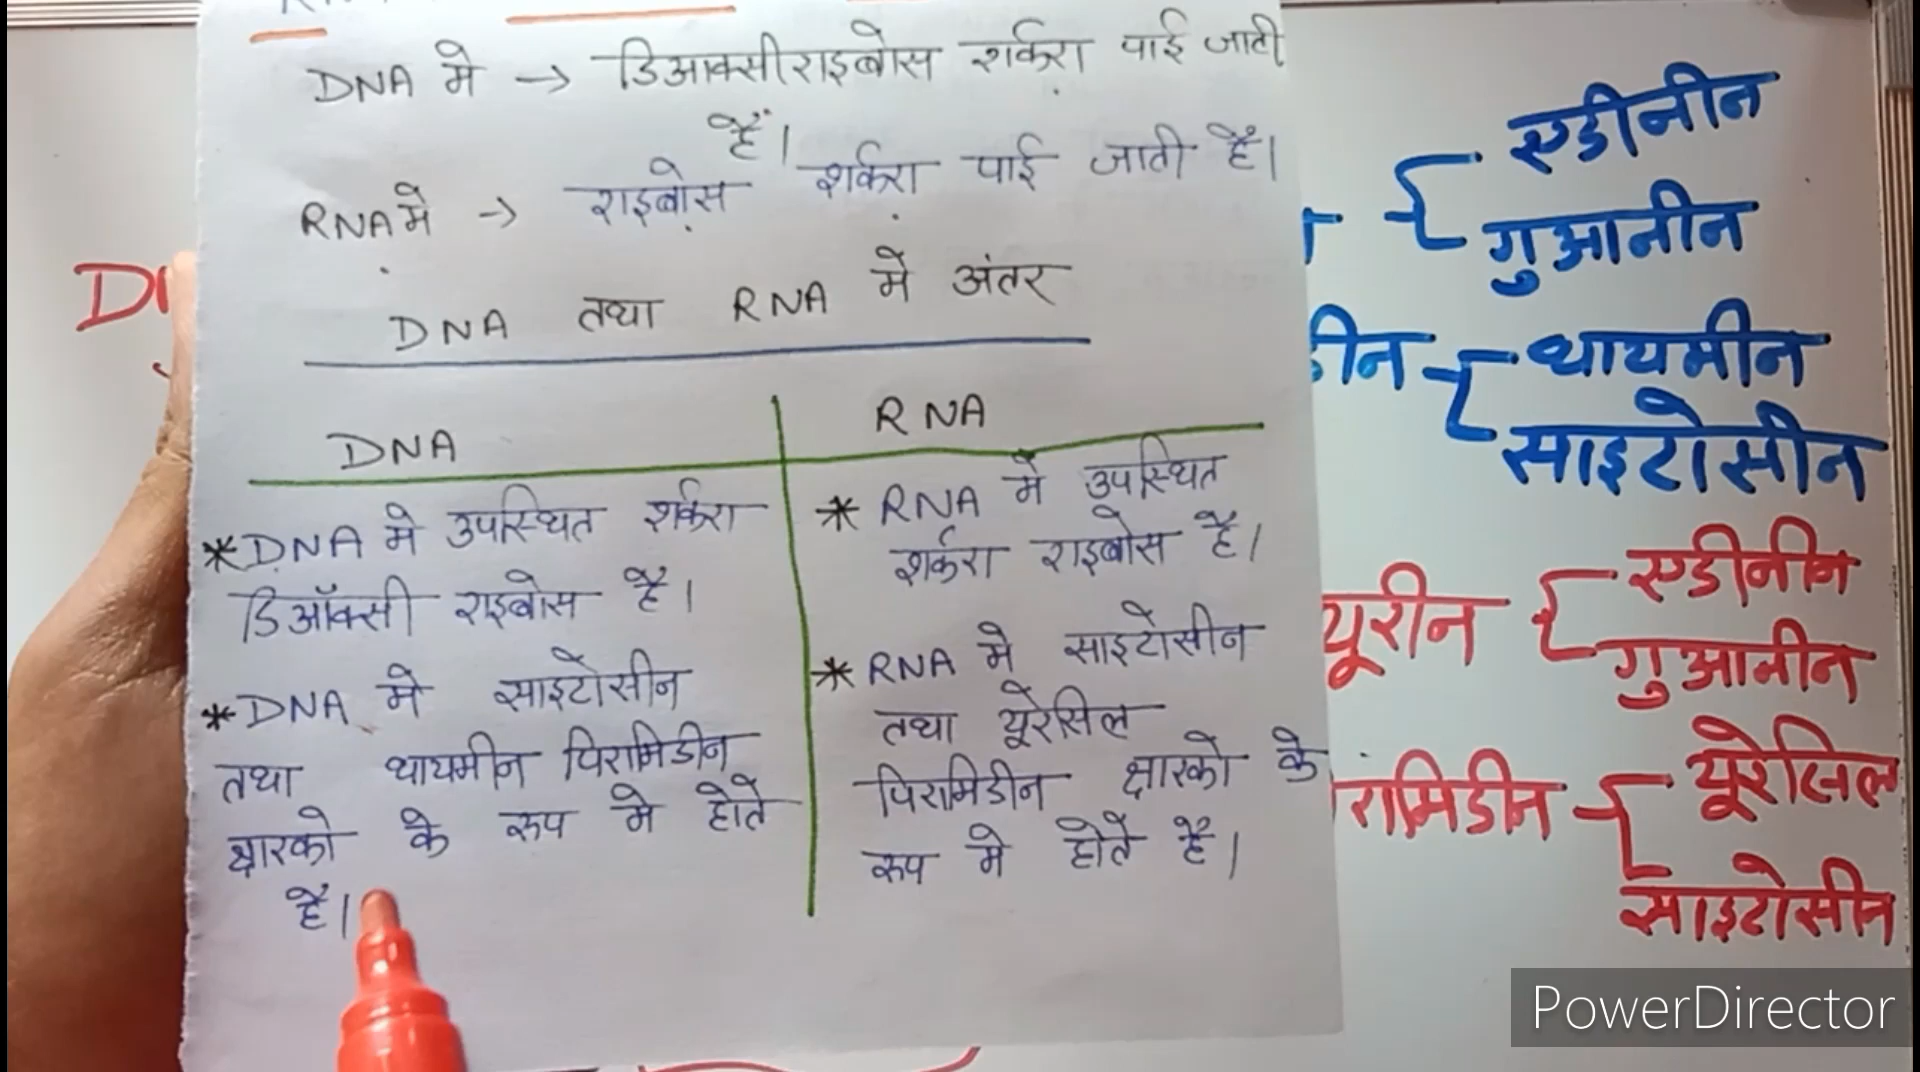 DNA मे → डिआक्सीराइबोस शर्करा पाई जाती
हैं।
RNA मे → राइबोस शर्करा पाई जाती हैं।
DNA तथा RNA मे अंतर
DNA
RNA
* DNA मे उपस्थित शर्करा
डिऑक्सी राइबोस है।
* DNA मे साइटोसीन
तथा थायमीन पिरामिडीन
क्षारको के रूप मे होते
हैं।
* RNA मे उपस्थित
शर्करा राइबोस है।
* RNA मे साइटोसीन
तथा यूरेसिल
पिरामिडीन क्षारको के
रूप मे होते है।
एडीनीन
गुआनीन
डीन
थायमीन
साइटोसीन
यूरीन
एडीनीन
गुआनीन
रामिडीन
यूरेसिल
साइटोसीन
PowerDirector